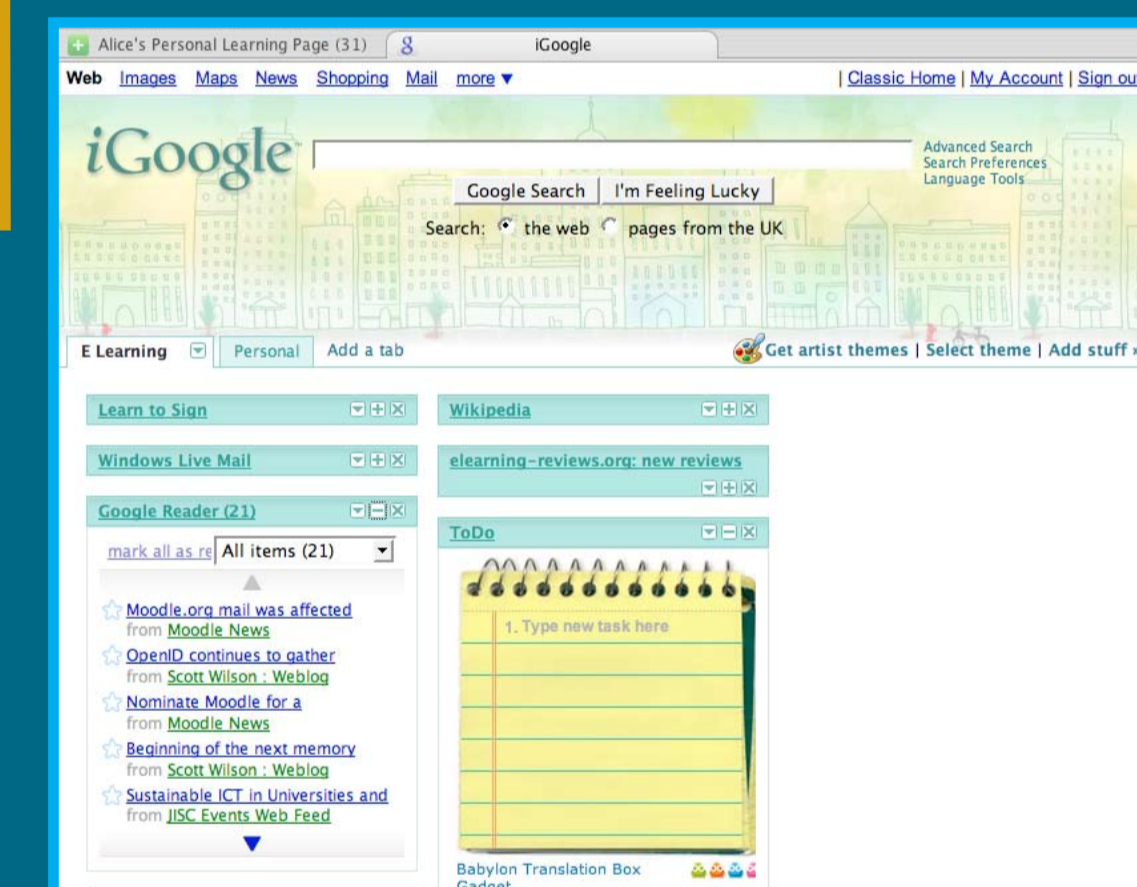 Alice's Personal Learning Page (31)
iGoogle
Web Images Maps News Shopping Mail more ▼
| Classic Home | My Account | Sign ou
iGoogle™
Advanced Search
Search Preferences
Language Tools
Google Search
I'm Feeling Lucky
Search: the web pages from the UK
E Learning
Personal
Add a tab
Get artist themes | Select theme | Add stuff »
Learn to Sign
Wikipedia
Windows Live Mail
elearning-reviews.org: new reviews
Google Reader (21)
mark all as re
All items (21)
Moodle.org mail was affected
from Moodle News
OpenID continues to gather
from Scott Wilson : Weblog
Nominate Moodle for a
from Moodle News
Beginning of the next memory
from Scott Wilson : Weblog
Sustainable ICT in Universities and
from JISC Events Web Feed
ToDo
1. Type new task here
Babylon Translation Box
Gadget